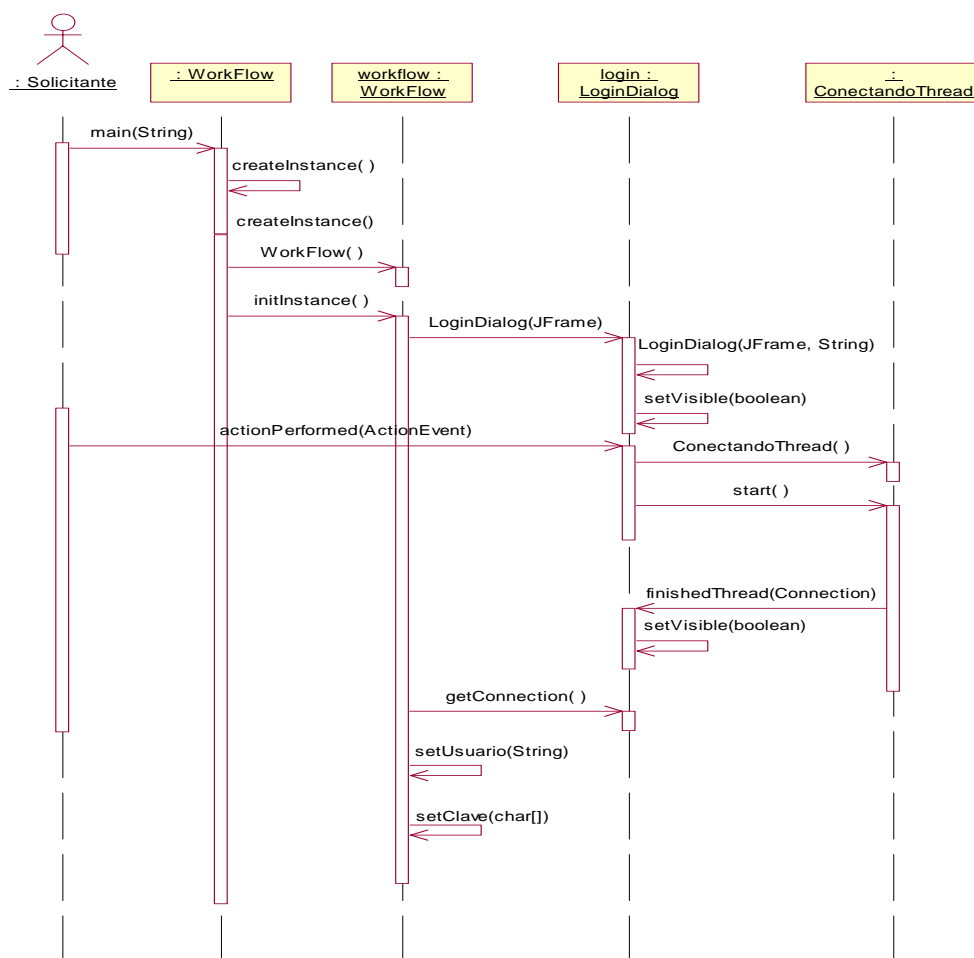 : Solicitante
: WorkFlow
workflow :
WorkFlow
login :
LoginDialog
:
ConectandoThread
main(String)
createInstance( )
createInstance()
WorkFlow( )
initInstance( )
LoginDialog(JFrame)
LoginDialog(JFrame, String)
setVisible(boolean)
actionPerformed(ActionEvent)
ConectandoThread( )
start( )
finishedThread(Connection)
setVisible(boolean)
getConnection( )
setUsuario(String)
setClave(char[])